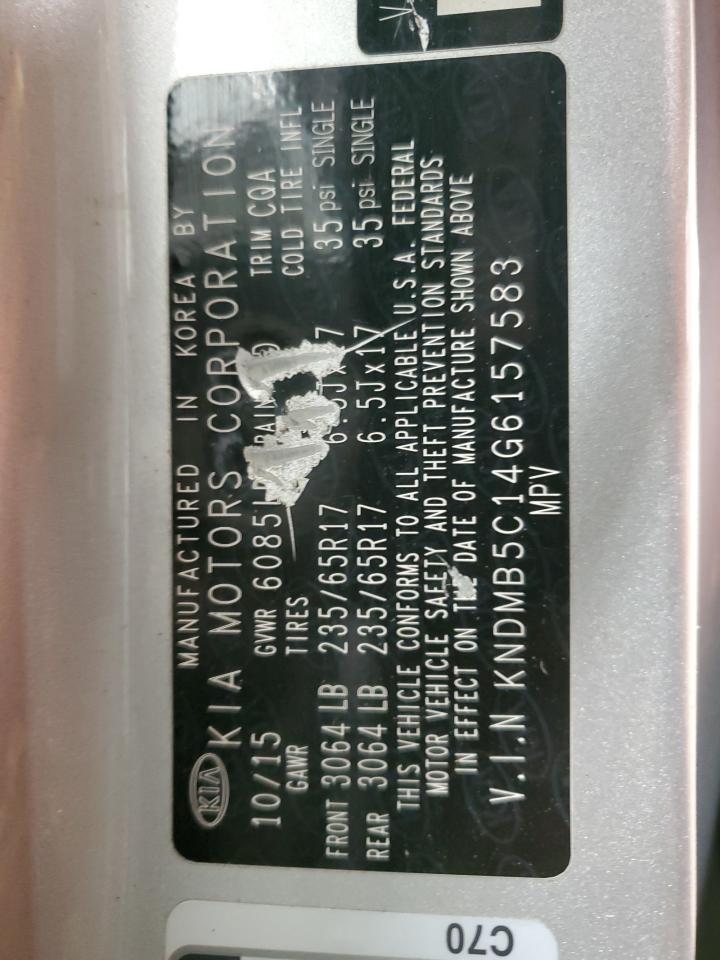 KIA
MANUFACTURED IN KOREA BY
KIA MOTORS CORPORATION
10/15 GVWR 6085 TRIM CQA
GAWR TIRES COLD TIRE INFL
FRONT 3064 LB 235/65R17 35 psi SINGLE
REAR 3064 LB 235/65R17 6.5Jx17 35 psi SINGLE
THIS VEHICLE CONFORMS TO ALL APPLICABLE U.S.A. FEDERAL
MOTOR VEHICLE SAFETY AND THEFT PREVENTION STANDARDS
IN EFFECT ON THE DATE OF MANUFACTURE SHOWN ABOVE
V.I.N KNDMB5C14G6157583
MPV
C70